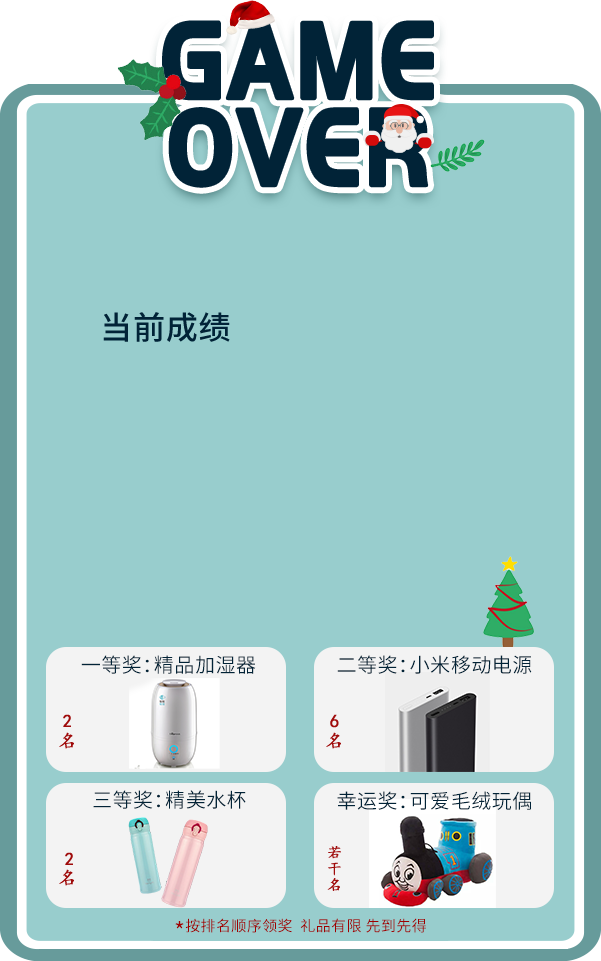 GAME
OVER
当前成绩
一等奖:精品加湿器
2
名
二等奖:小米移动电源
6
名
三等奖:精美水杯
2
名
幸运奖:可爱毛绒玩偶
若
干
名
*按排名顺序领奖 礼品有限 先到先得